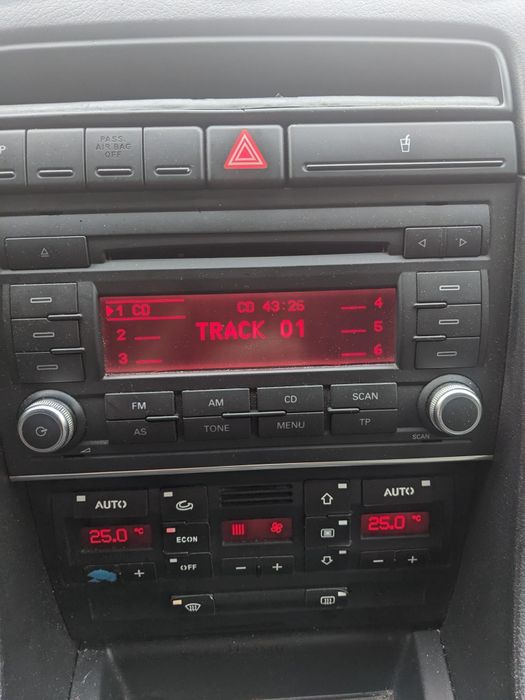 P
PASS.
AIR BAG
OFF
1 CD CD 43:26 4
2 TRACK 01 5
3 6
FM AM CD SCAN
AS TONE MENU TP
SCAN
AUTO AUTO
25.0 °C 25.0 °C
ECON
OFF + - + - +